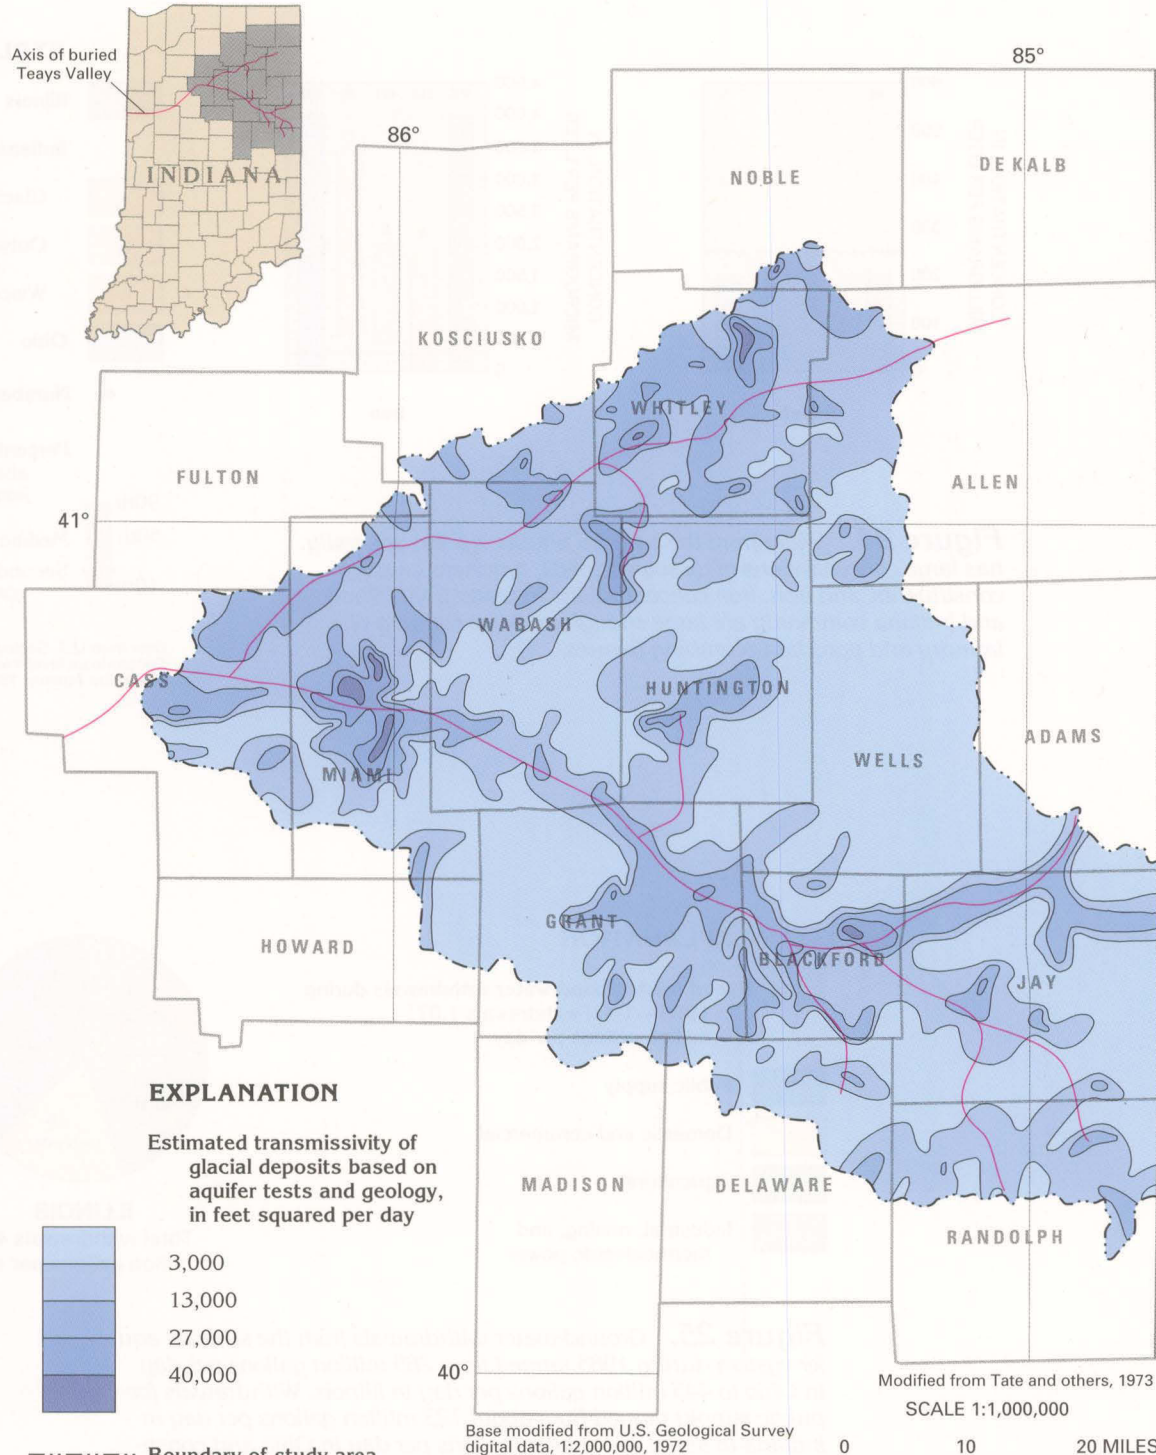 Axis of buried
Teays Valley
INDIANA
85°
86°
NOBLE
DE KALB
KOSCIUSKO
WHITLEY
FULTON
ALLEN
41°
WABASH
CASS
HUNTINGTON
ADAMS
WELLS
MIAMI
GRANT
HOWARD
BLACKFORD
JAY
EXPLANATION
Estimated transmissivity of
glacial deposits based on
aquifer tests and geology,
in feet squared per day
3,000
13,000
27,000
40,000
MADISON
DELAWARE
RANDOLPH
40°
Modified from Tate and others, 1973
SCALE 1:1,000,000
Base modified from U.S. Geological Survey
digital data, 1:2,000,000, 1972
0 10 20 MILES
Boundary of study area